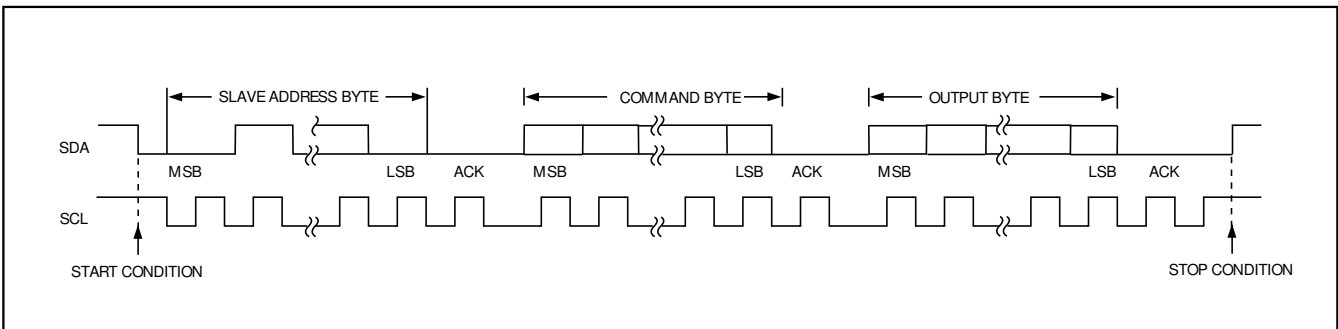 SLAVE ADDRESS BYTE COMMAND BYTE OUTPUT BYTE
SDA
MSB LSB ACK MSB LSB ACK MSB LSB ACK
SCL
START CONDITION STOP CONDITION